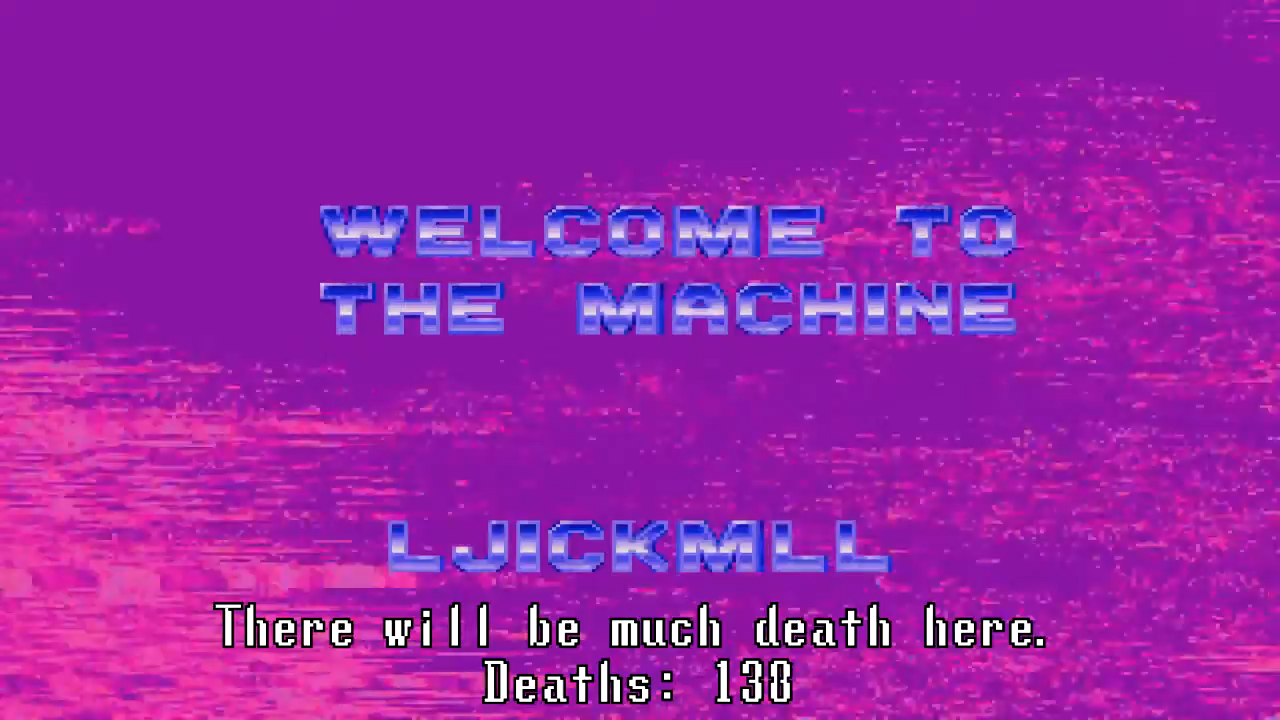 WELCOME TO
THE MACHINE
LJICKMLL
There will be much death here.
Deaths: 138